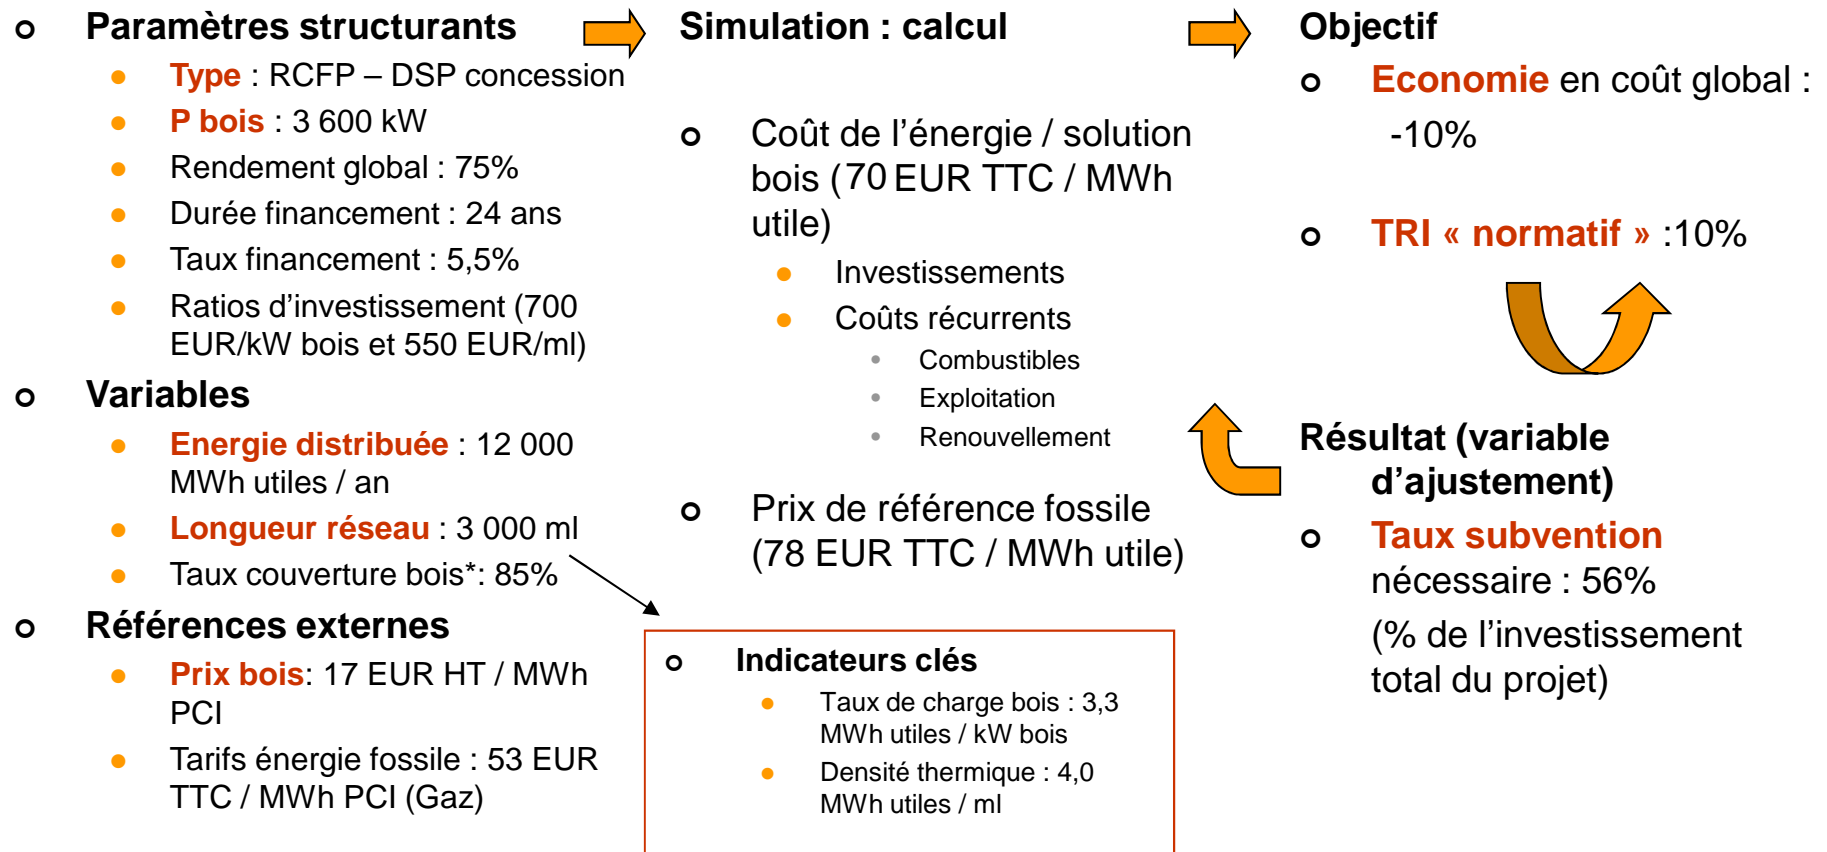 Paramètres structurants
Type : RCFP – DSP concession
P bois : 3 600 kW
Rendement global : 75%
Durée financement : 24 ans
Taux financement : 5,5%
Ratios d’investissement (700
EUR/kW bois et 550 EUR/ml)
Variables
Energie distribuée : 12 000
MWh utiles / an
Longueur réseau : 3 000 ml
Taux couverture bois*: 85%
Références externes
Prix bois: 17 EUR HT / MWh
PCI
Tarifs énergie fossile : 53 EUR
TTC / MWh PCI (Gaz)
Simulation : calcul
Coût de l’énergie / solution
bois (70 EUR TTC / MWh
utile)
Investissements
Coûts récurrents
Combustibles
Exploitation
Renouvellement
Prix de référence fossile
(78 EUR TTC / MWh utile)
Indicateurs clés
Taux de charge bois : 3,3
MWh utiles / kW bois
Densité thermique : 4,0
MWh utiles / ml
Objectif
Economie en coût global :
-10%
TRI « normatif » :10%
Résultat (variable
d’ajustement)
Taux subvention
nécessaire : 56%
(% de l’investissement
total du projet)